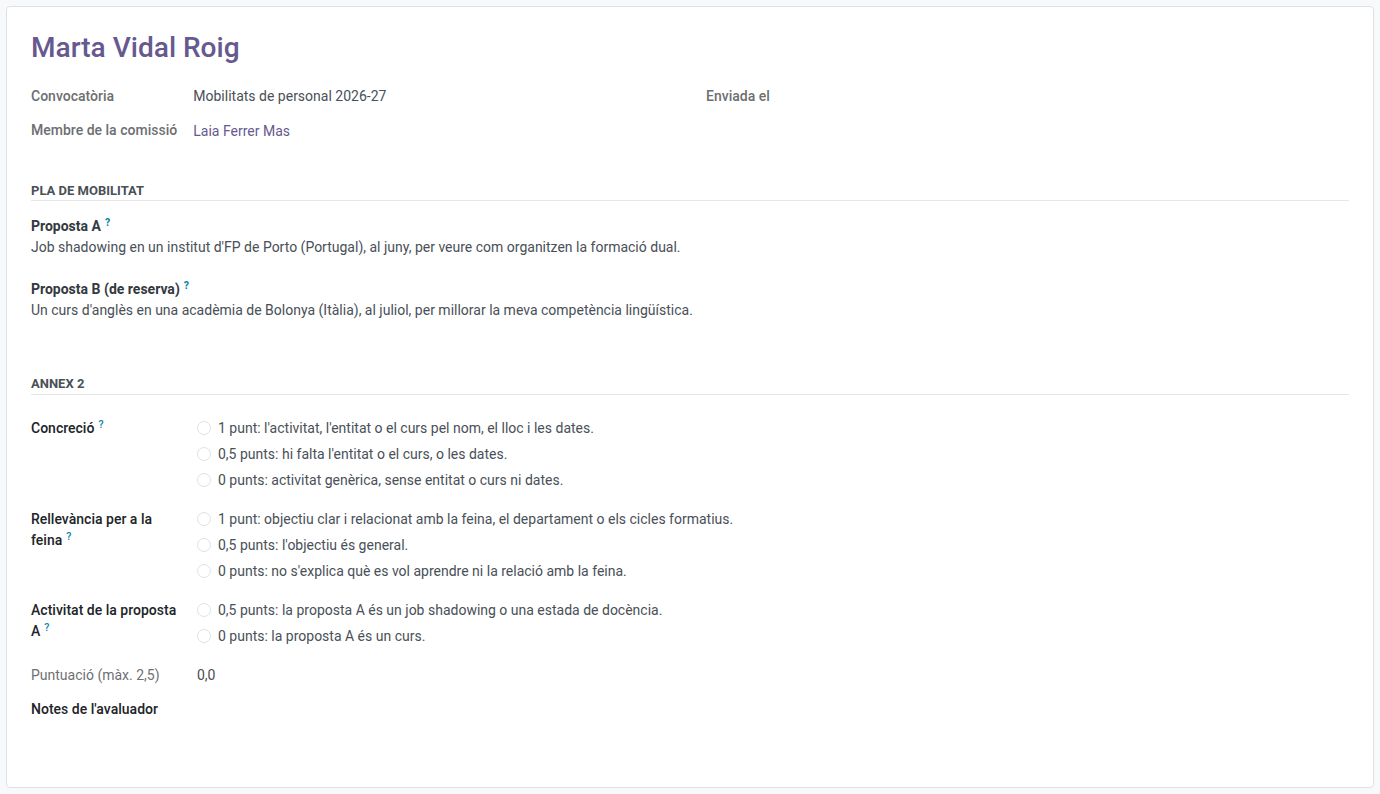 Marta Vidal Roig
Convocatòria
Mobilitats de personal 2026-27
Enviada el
Membre de la comissió
Laia Ferrer Mas
PLA DE MOBILITAT
Proposta A ?
Job shadowing en un institut d'FP de Porto (Portugal), al juny, per veure com organitzen la formació dual.
Proposta B (de reserva) ?
Un curs d'anglès en una acadèmia de Bolonya (Itàlia), al juliol, per millorar la meva competència lingüística.
ANNEX 2
Concreció ?
1 punt: l'activitat, l'entitat o el curs pel nom, el lloc i les dates.
0,5 punts: hi falta l'entitat o el curs, o les dates.
0 punts: activitat genèrica, sense entitat o curs ni dates.
Rellevància per a la
feina ?
1 punt: objectiu clar i relacionat amb la feina, el departament o els cicles formatius.
0,5 punts: l'objectiu és general.
0 punts: no s'explica què es vol aprendre ni la relació amb la feina.
Activitat de la proposta
A ?
0,5 punts: la proposta A és un job shadowing o una estada de docència.
0 punts: la proposta A és un curs.
Puntuació (màx. 2,5)
0,0
Notes de l'avaluador